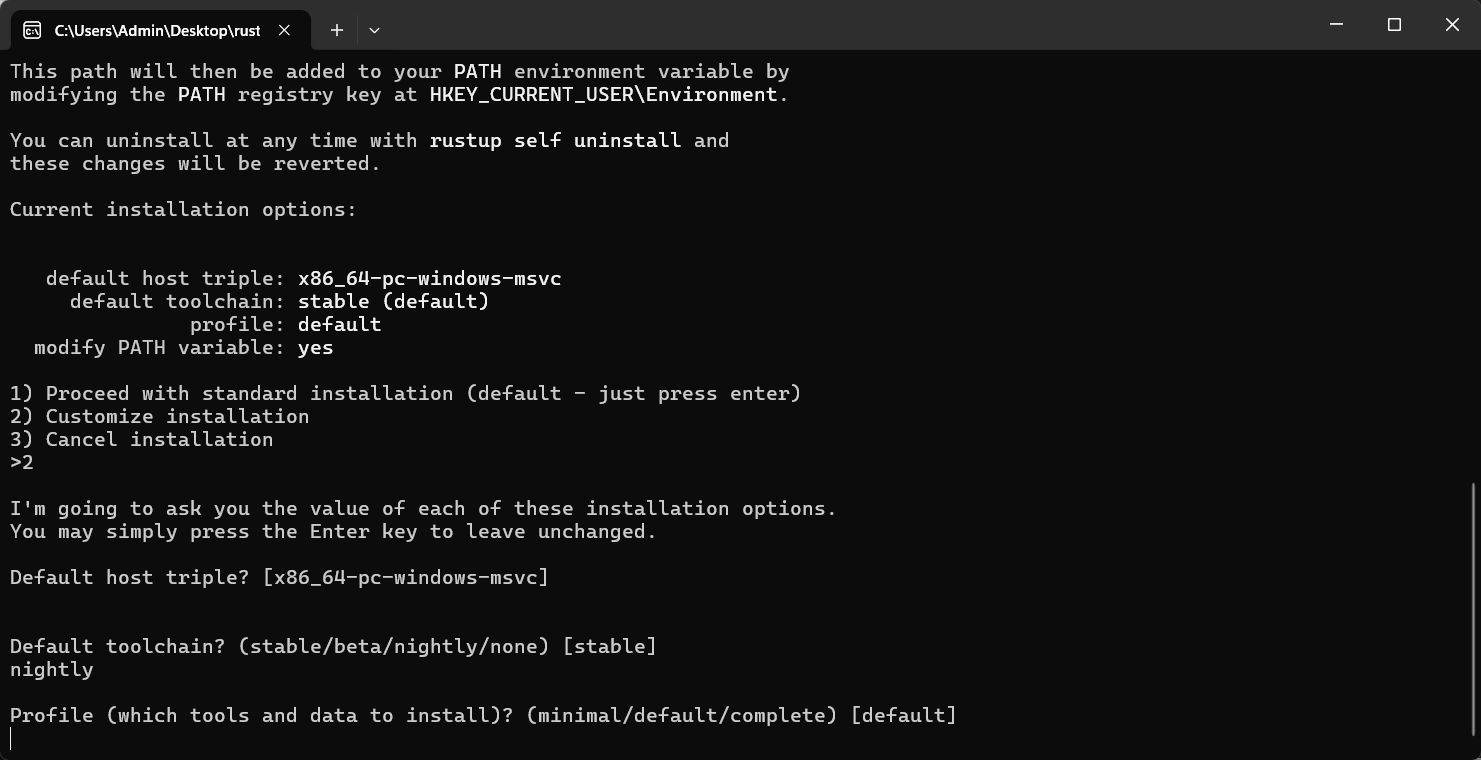 C:\Users\Admin\Desktop\rust
This path will then be added to your PATH environment variable by
modifying the PATH registry key at HKEY_CURRENT_USER\Environment.
You can uninstall at any time with rustup self uninstall and
these changes will be reverted.
Current installation options:
default host triple: x86_64-pc-windows-msvc
default toolchain: stable (default)
profile: default
modify PATH variable: yes
1) Proceed with standard installation (default - just press enter)
2) Customize installation
3) Cancel installation
>2
I'm going to ask you the value of each of these installation options.
You may simply press the Enter key to leave unchanged.
Default host triple? [x86_64-pc-windows-msvc]
Default toolchain? (stable/beta/nightly/none) [stable]
nightly
Profile (which tools and data to install)? (minimal/default/complete) [default]